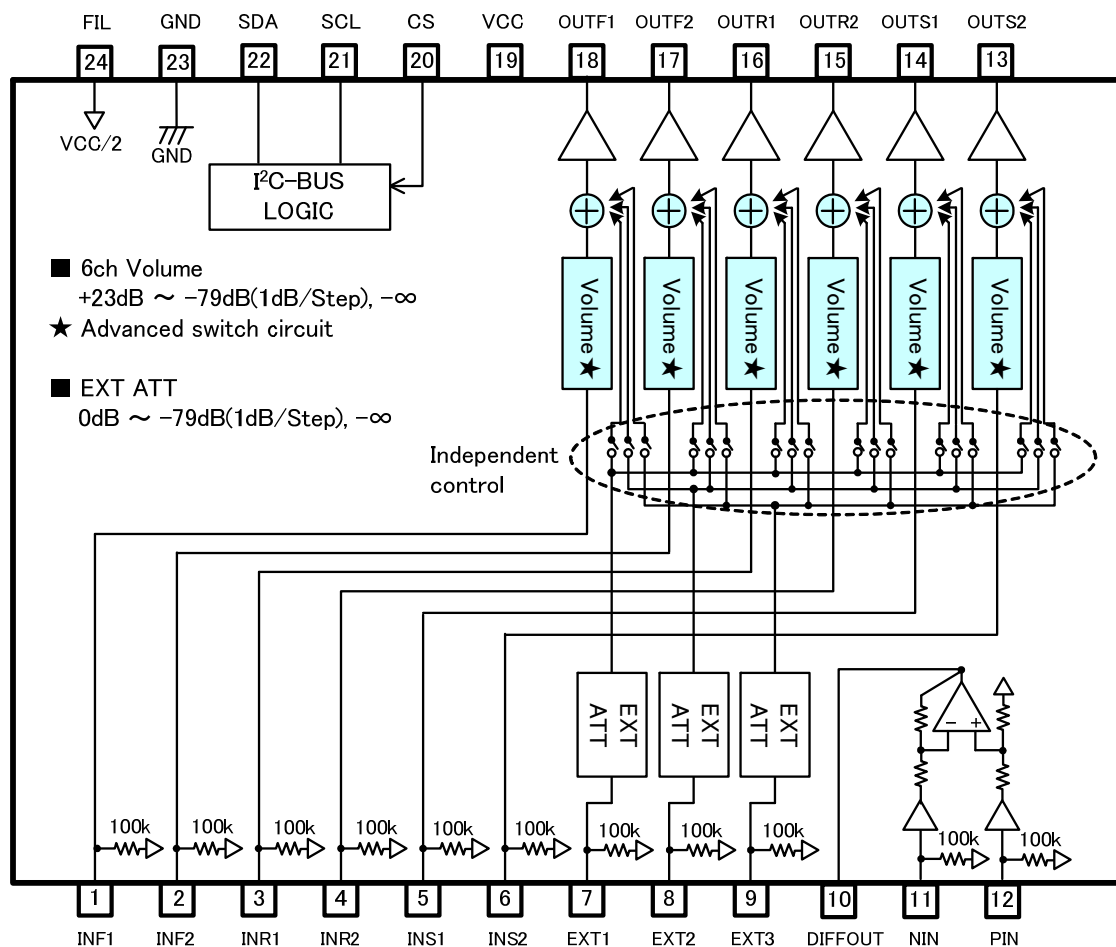 FIL GND SDA SCL CS VCC OUTF1 OUTF2 OUTR1 OUTR2 OUTS1 OUTS2
24 23 22 21 20 19 18 17 16 15 14 13
VCC/2
GND
I²C-BUS
LOGIC
■ 6ch Volume
+23dB ～ -79dB(1dB/Step), -∞
★ Advanced switch circuit
■ EXT ATT
0dB ～ -79dB(1dB/Step), -∞
Volume★ Volume★ Volume★ Volume★ Volume★ Volume★
Independent
control
EXT ATT
EXT ATT
EXT ATT
- +
100k 100k 100k 100k 100k 100k 100k 100k 100k 100k 100k
1 2 3 4 5 6 7 8 9 10 11 12
INF1 INF2 INR1 INR2 INS1 INS2 EXT1 EXT2 EXT3 DIFFOUT NIN PIN